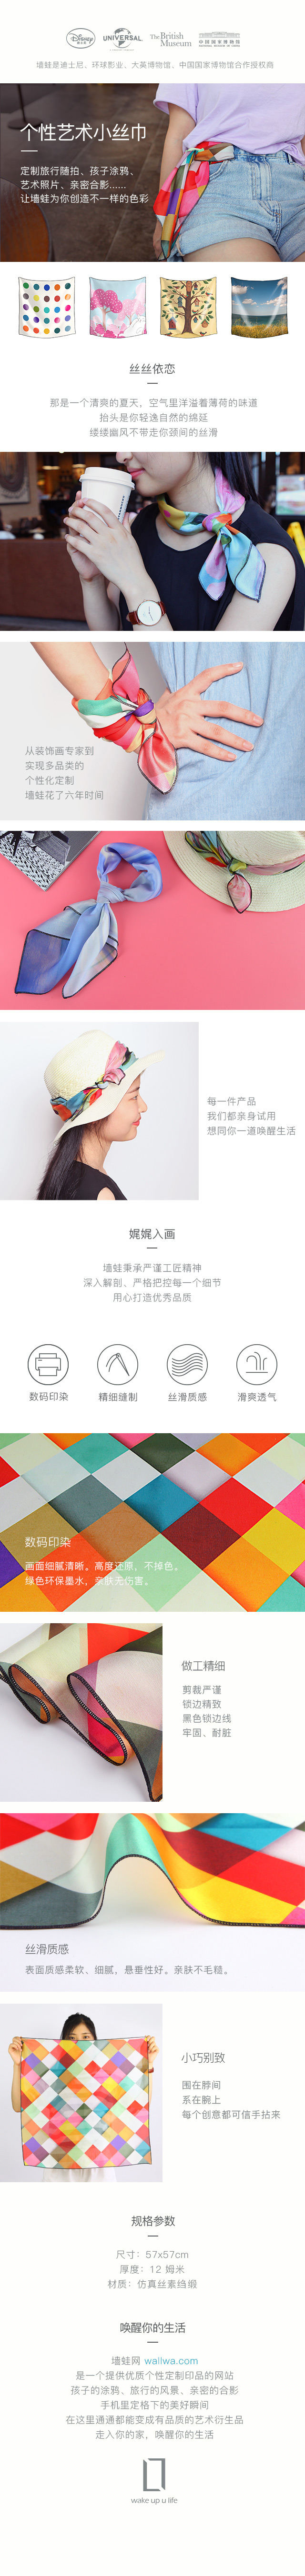 Disney
迪士尼
UNIVERSAL
The British
Museum
中国国家博物馆
NATIONAL MUSEUM OF CHINA
墙蛙是迪士尼、环球影业、大英博物馆、中国国家博物馆合作授权商
个性艺术小丝巾
定制旅行随拍、孩子涂鸦、
艺术照片、亲密合影......
让墙蛙为你创造不一样的色彩
丝丝依恋
那是一个清爽的夏天，空气里洋溢着薄荷的味道
抬头是你轻逸自然的绵延
缕缕幽风不带走你颈间的丝滑
从装饰画专家到
实现多品类的
个性化定制
墙蛙花了六年时间
每一件产品
我们都亲身试用
想同你一道唤醒生活
娓娓入画
墙蛙秉承严谨工匠精神
深入解剖、严格把控每一个细节
用心打造优秀品质
数码印染
精细缝制
丝滑质感
滑爽透气
数码印染
画面细腻清晰。高度还原，不掉色。
绿色环保墨水，亲肤无伤害。
做工精细
剪裁严谨
锁边精致
黑色锁边线
牢固、耐脏
丝滑质感
表面质感柔软、细腻，悬垂性好。亲肤不毛糙。
小巧别致
围在脖间
系在腕上
每个创意都可信手拈来
规格参数
尺寸：57x57cm
厚度：12 姆米
材质：仿真丝素绉缎
唤醒你的生活
墙蛙网 wallwa.com
是一个提供优质个性定制印品的网站
孩子的涂鸦、旅行的风景、亲密的合影
手机里定格下的美好瞬间
在这里通通都能变成有品质的艺术衍生品
走入你的家，唤醒你的生活
wake up u life